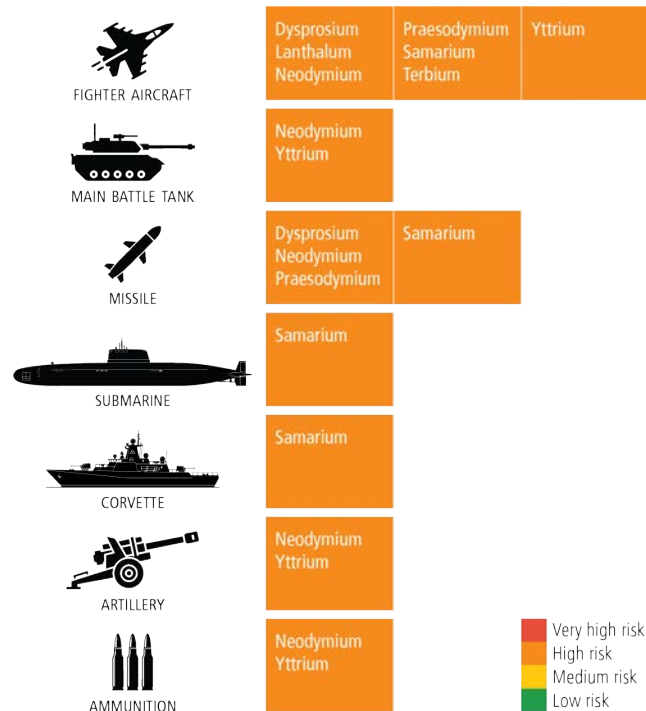 FIGHTER AIRCRAFT
Dysprosium
Lanthalum
Neodymium
Praesodymium
Samarium
Terbium
Yttrium
MAIN BATTLE TANK
Neodymium
Yttrium
MISSILE
Dysprosium
Neodymium
Praesodymium
Samarium
SUBMARINE
Samarium
CORVETTE
Samarium
ARTILLERY
Neodymium
Yttrium
AMMUNITION
Neodymium
Yttrium
Very high risk
High risk
Medium risk
Low risk